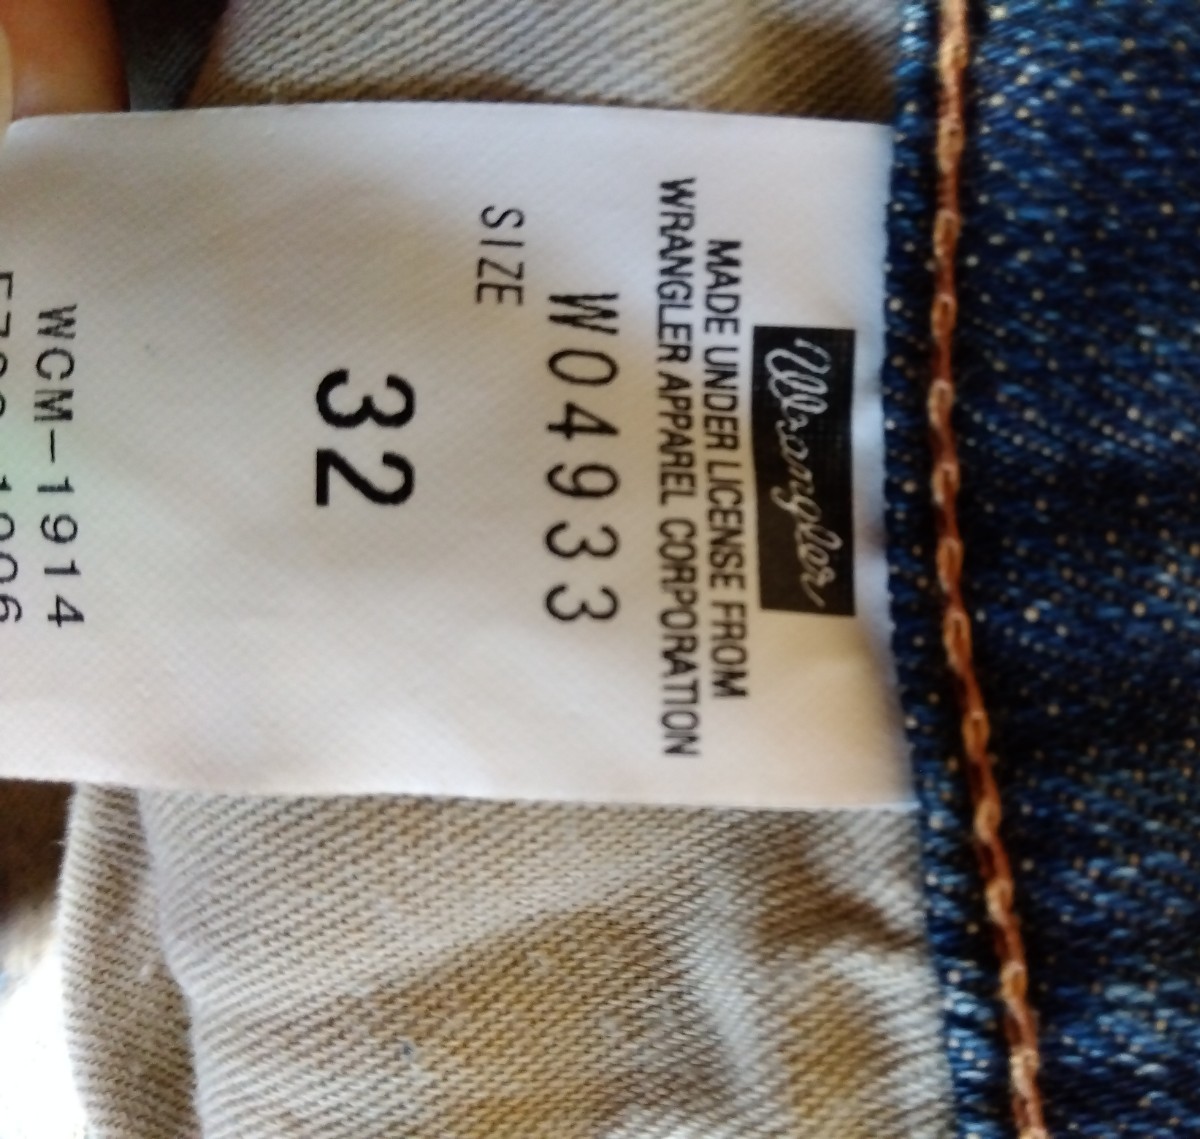 Wrangler
MADE UNDER LICENSE FROM
WRANGLER APPAREL CORPORATION
W04933
SIZE
32
WCM-1914